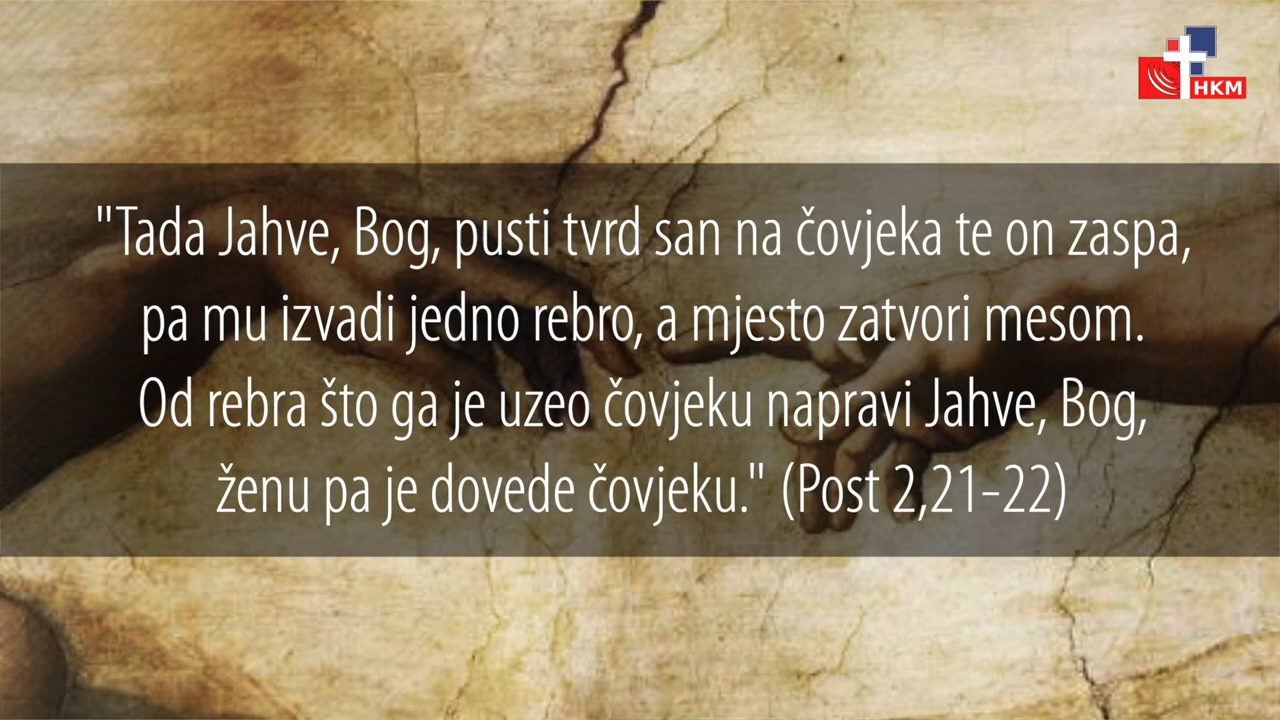 HKM
"Tada Jahve, Bog, pusti tvrd san na čovjeka te on zaspa,
pa mu izvadi jedno rebro, a mjesto zatvori mesom.
Od rebra što ga je uzeo čovjeku napravi Jahve, Bog,
ženu pa je dovede čovjeku." (Post 2,21-22)